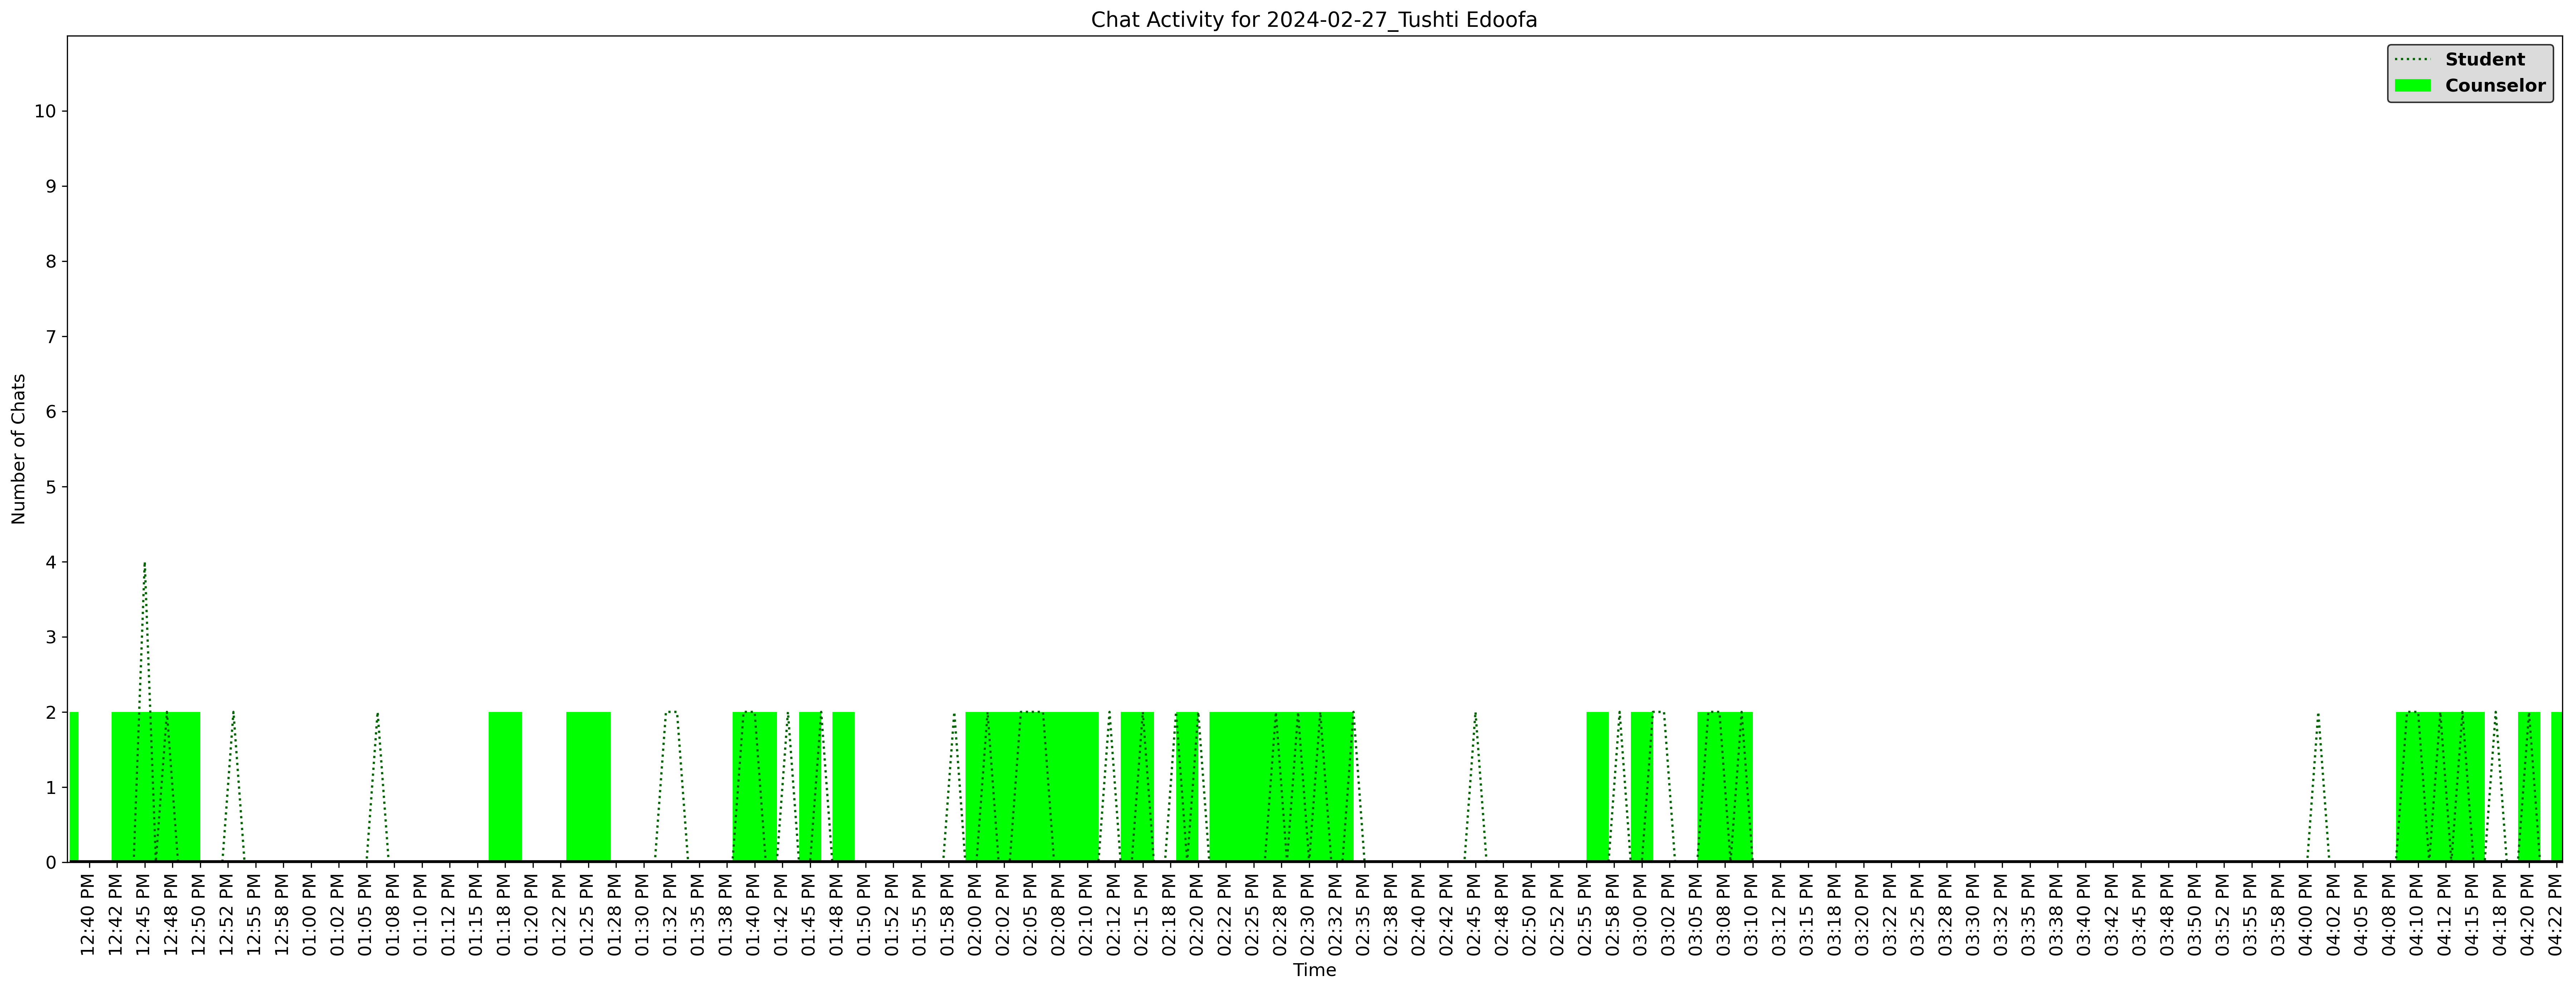 Chat Activity for 2024-02-27_Tushti Edoofa
Student
Counselor
Number of Chats
10
9
8
7
6
5
4
3
2
1
0
12:40 PM
12:42 PM
12:45 PM
12:48 PM
12:50 PM
12:52 PM
12:55 PM
12:58 PM
01:00 PM
01:02 PM
01:05 PM
01:08 PM
01:10 PM
01:12 PM
01:15 PM
01:18 PM
01:20 PM
01:22 PM
01:25 PM
01:28 PM
01:30 PM
01:32 PM
01:35 PM
01:38 PM
01:40 PM
01:42 PM
01:45 PM
01:48 PM
01:50 PM
01:52 PM
01:55 PM
01:58 PM
02:00 PM
02:02 PM
02:05 PM
02:08 PM
02:10 PM
02:12 PM
02:15 PM
02:18 PM
02:20 PM
02:22 PM
02:25 PM
02:28 PM
02:30 PM
02:32 PM
02:35 PM
02:38 PM
02:40 PM
02:42 PM
02:45 PM
02:48 PM
02:50 PM
02:52 PM
02:55 PM
02:58 PM
03:00 PM
03:02 PM
03:05 PM
03:08 PM
03:10 PM
03:12 PM
03:15 PM
03:18 PM
03:20 PM
03:22 PM
03:25 PM
03:28 PM
03:30 PM
03:32 PM
03:35 PM
03:38 PM
03:40 PM
03:42 PM
03:45 PM
03:48 PM
03:50 PM
03:52 PM
03:55 PM
03:58 PM
04:00 PM
04:02 PM
04:05 PM
04:08 PM
04:10 PM
04:12 PM
04:15 PM
04:18 PM
04:20 PM
04:22 PM
Time